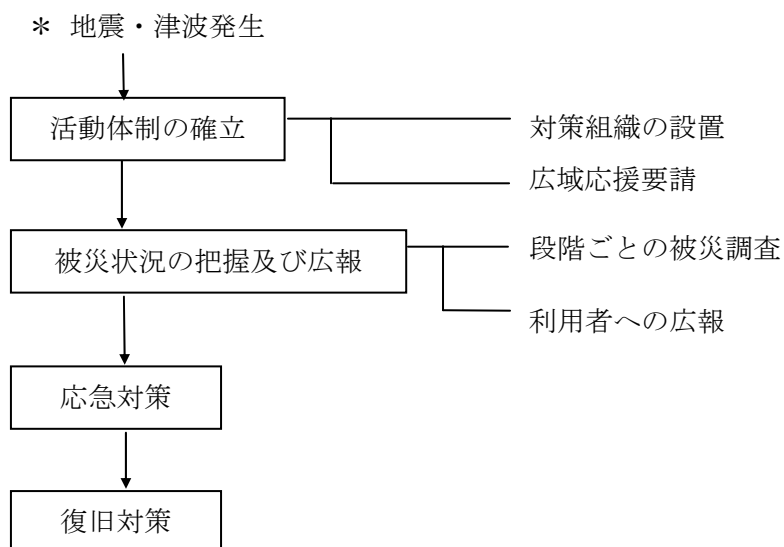 ＊ 地震・津波発生
活動体制の確立
対策組織の設置
広域応援要請
被災状況の把握及び広報
段階ごとの被災調査
利用者への広報
応急対策
復旧対策